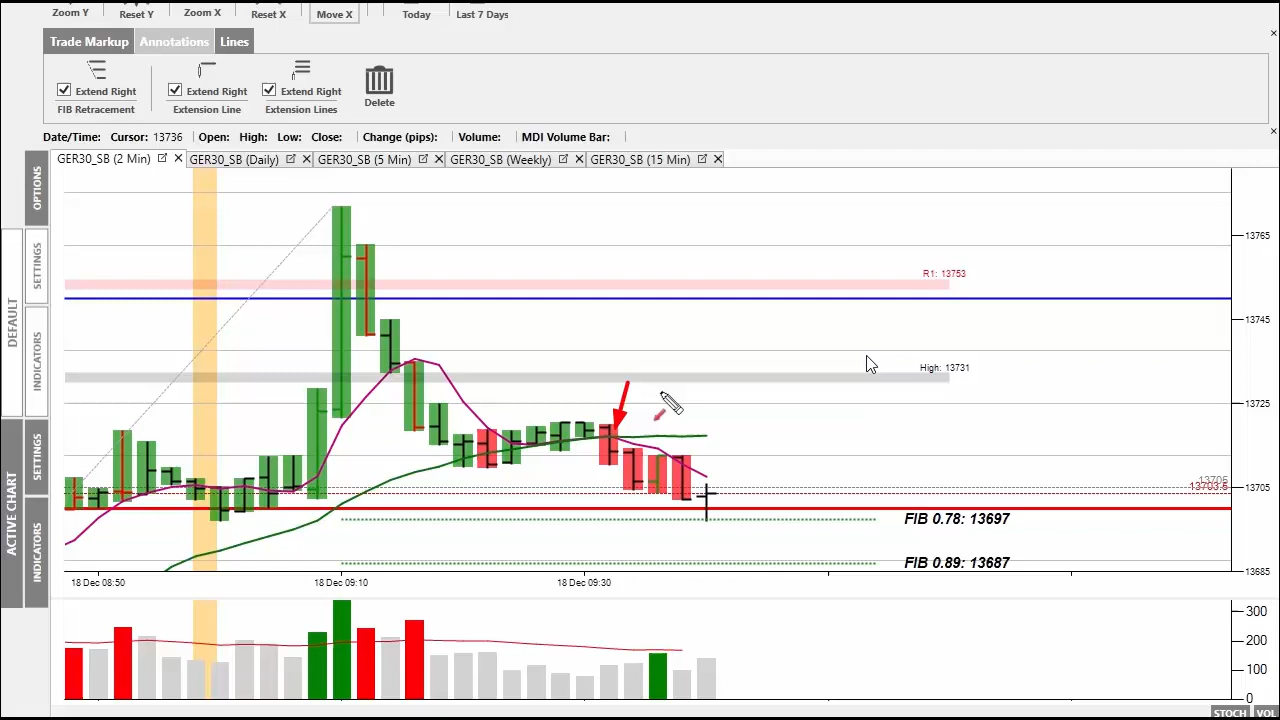 Zoom Y Reset Y Zoom X Reset X Move X Today Last 7 Days
Trade Markup Annotations Lines
Extend Right Extend Right Extend Right
FIB Retracement Extension Line Extension Lines Delete
Date/Time: Cursor: 13736 Open: High: Low: Close: Change (pips): Volume: MDI Volume Bar:
GER30_SB (2 Min) GER30_SB (Daily) GER30_SB (5 Min) GER30_SB (Weekly) GER30_SB (15 Min)
OPTIONS
SETTINGS
DEFAULT
INDICATORS
SETTINGS
ACTIVE CHART
INDICATORS
13765
R1: 13753
13745
High: 13731
13725
13705
13705
13703.5
FIB 0.78: 13697
FIB 0.89: 13687
13685
18 Dec 08:50 18 Dec 09:10 18 Dec 09:30
300
200
100
0
STOCH VOL